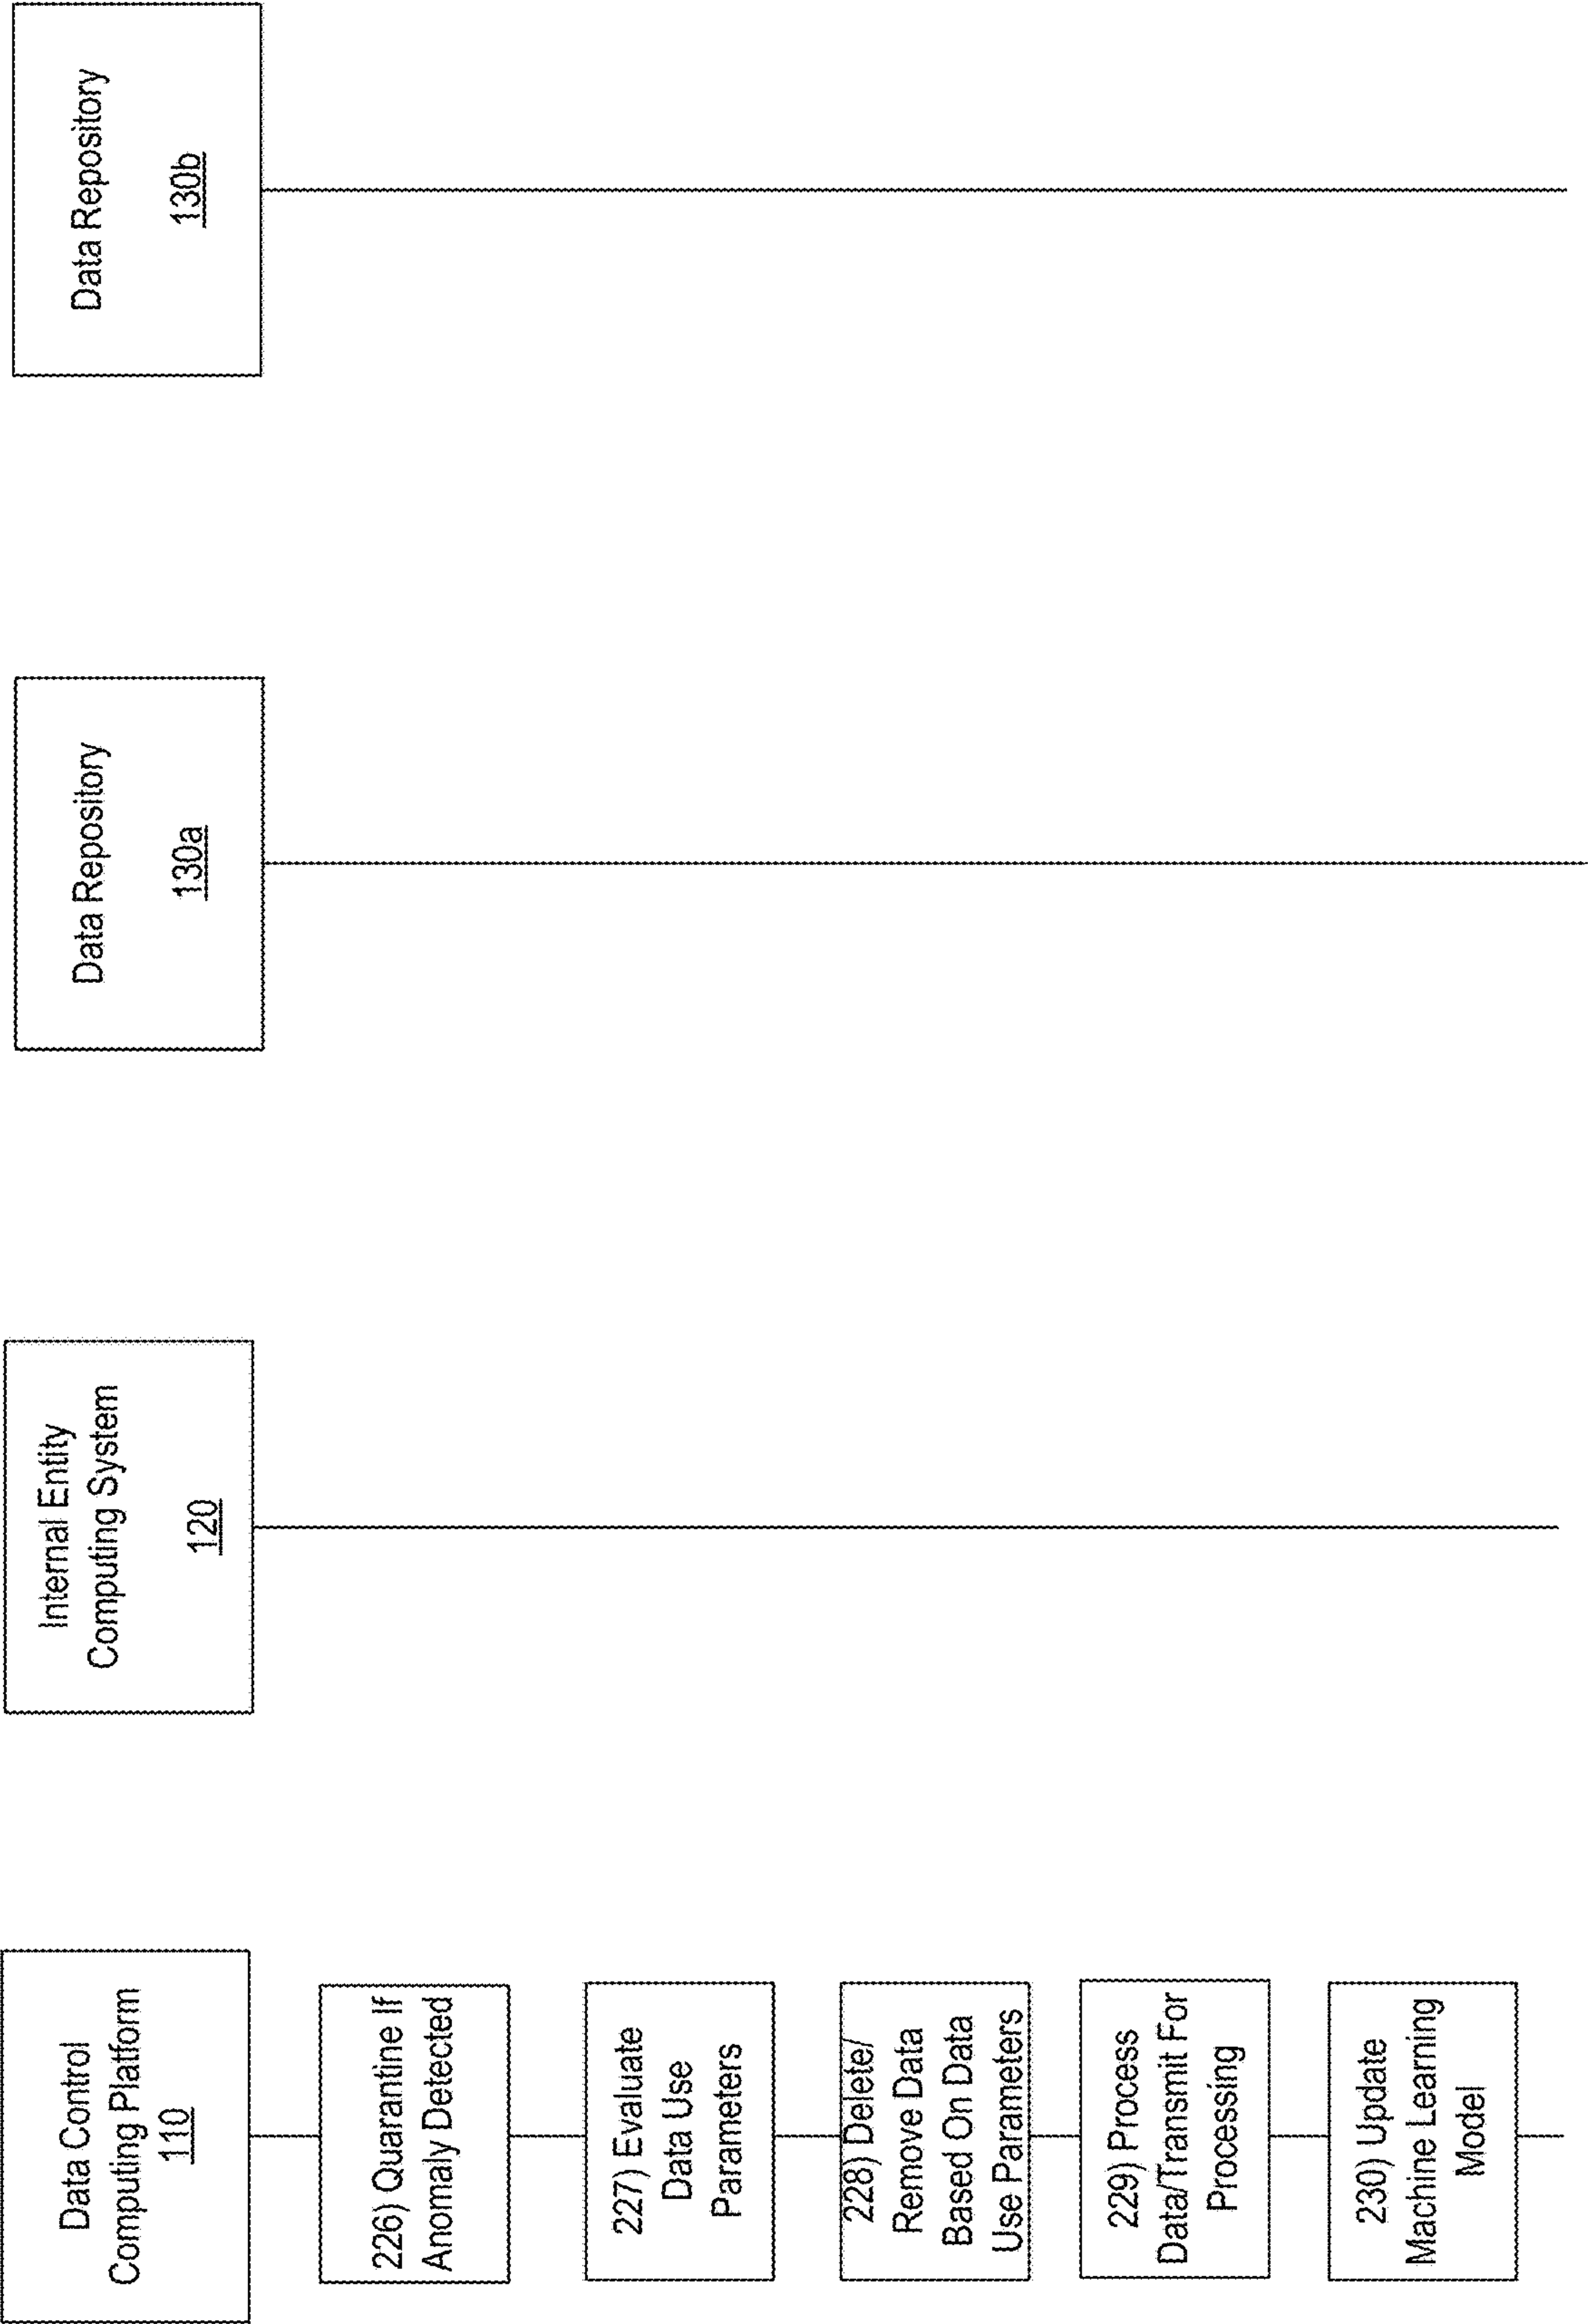 Data Control
Computing Platform
110
Internal Entity
Computing System
120
Data Repository
130a
Data Repository
130b
226) Quarantine If
Anomaly Detected
227) Evaluate
Data Use
Parameters
228) Delete/
Remove Data
Based On Data
Use Parameters
229) Process
Data/Transmit For
Processing
230) Update
Machine Learning
Model